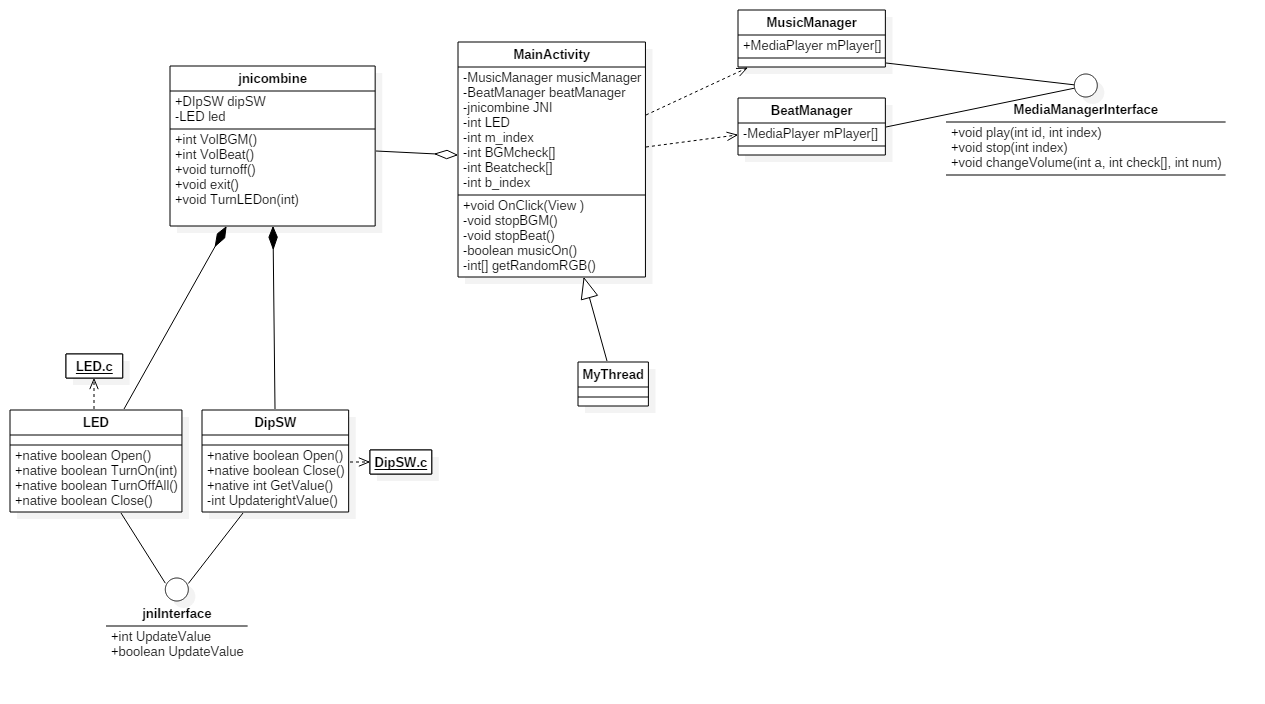 MusicManager
+MediaPlayer mPlayer[]
MainActivity
-MusicManager musicManager
-BeatManager beatManager
-jnicombine JNI
-int LED
-int m_index
-int BGMcheck[]
-int Beatcheck[]
-int b_index
+void OnClick(View )
-void stopBGM()
-void stopBeat()
-boolean musicOn()
-int[] getRandomRGB()
jnicombine
+DIpSW dipSW
-LED led
+int VolBGM()
+int VolBeat()
+void turnoff()
+void exit()
+void TurnLEDon(int)
BeatManager
-MediaPlayer mPlayer[]
MediaManagerInterface
+void play(int id, int index)
+void stop(int index)
+void changeVolume(int a, int check[], int num)
MyThread
LED.c
LED
+native boolean Open()
+native boolean TurnOn(int)
+native boolean TurnOffAll()
+native boolean Close()
DipSW
+native boolean Open()
+native boolean Close()
+native int GetValue()
-int UpdaterightValue()
DipSW.c
jniInterface
+int UpdateValue
+boolean UpdateValue